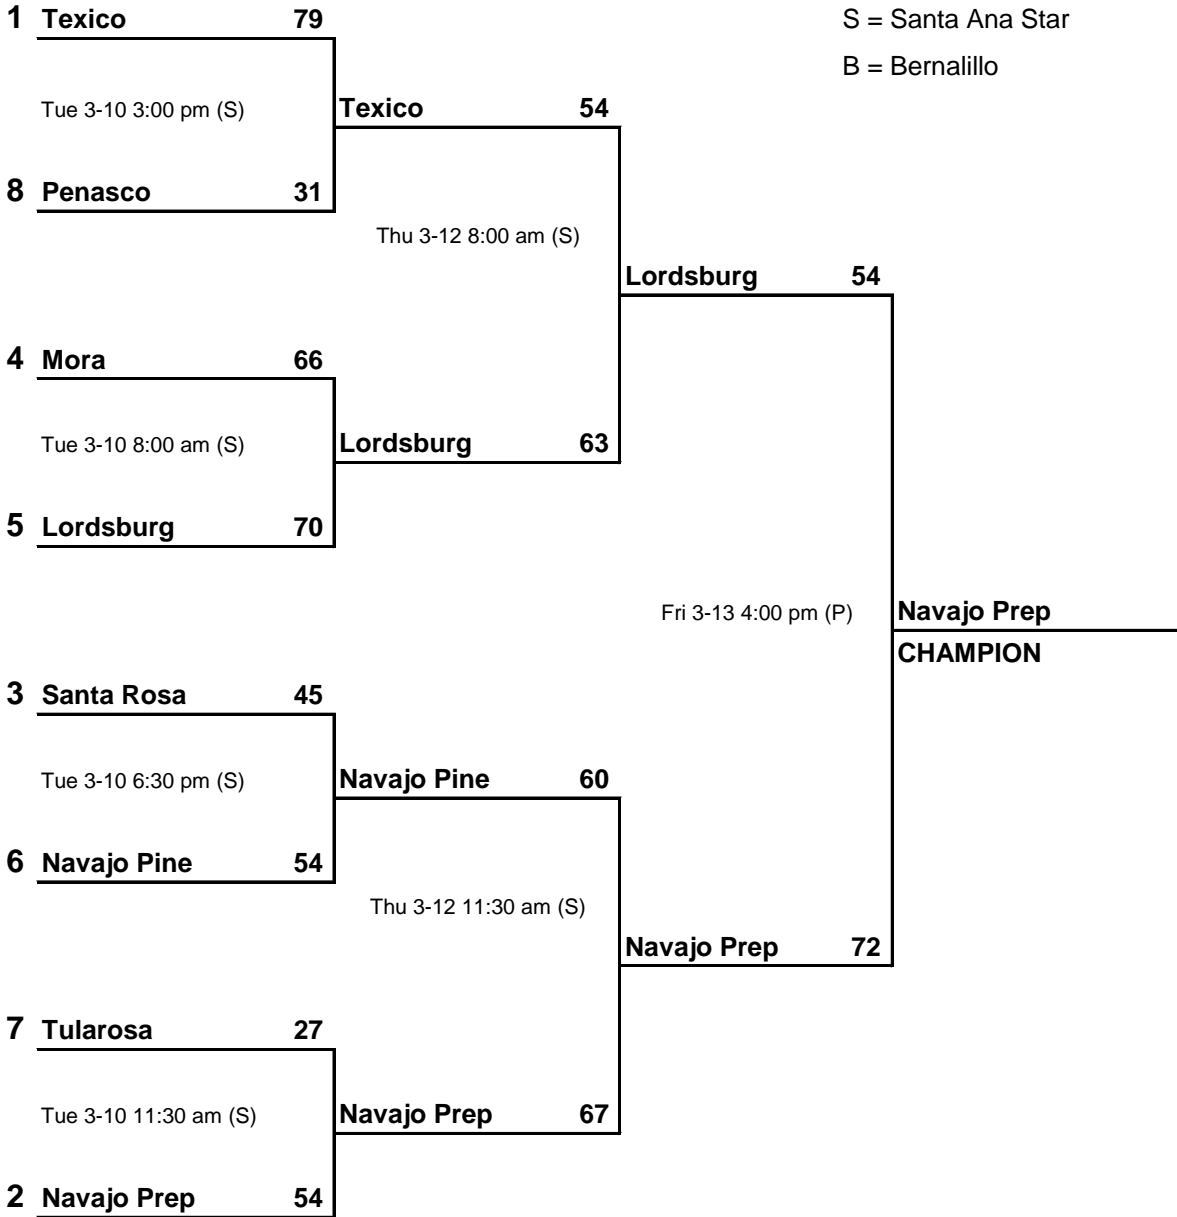 1 Texico 79
S = Santa Ana Star
B = Bernalillo
Tue 3-10 3:00 pm (S)
Texico 54
8 Penasco 31
Thu 3-12 8:00 am (S)
Lordsburg 54
4 Mora 66
Tue 3-10 8:00 am (S)
Lordsburg 63
5 Lordsburg 70
Fri 3-13 4:00 pm (P)
Navajo Prep
CHAMPION
3 Santa Rosa 45
Tue 3-10 6:30 pm (S)
Navajo Pine 60
6 Navajo Pine 54
Thu 3-12 11:30 am (S)
Navajo Prep 72
7 Tularosa 27
Tue 3-10 11:30 am (S)
Navajo Prep 67
2 Navajo Prep 54